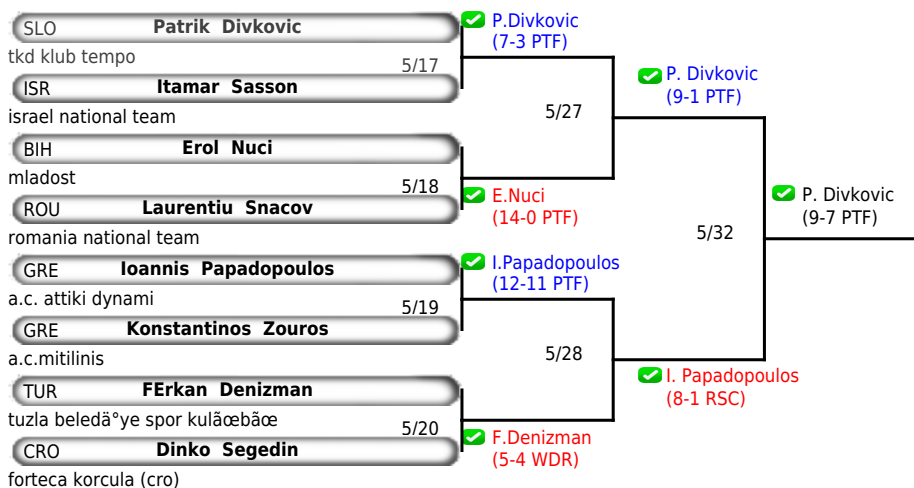 SLO Patrik Divkovic
tkd klub tempo
5/17
ISR Itamar Sasson
israel national team
BIH Erol Nuci
mladost
5/18
ROU Laurentiu Snacov
romania national team
GRE Ioannis Papadopoulos
a.c. attiki dynami
5/19
GRE Konstantinos Zouros
a.c.mitilinis
TUR FErkan Denizman
tuzla beledä°ye spor kulãœbãœ
5/20
CRO Dinko Segedin
forteca korcula (cro)
P.Divkovic
(7-3 PTF)
5/27
E.Nuci
(14-0 PTF)
I.Papadopoulos
(12-11 PTF)
5/28
F.Denizman
(5-4 WDR)
P. Divkovic
(9-1 PTF)
5/32
I. Papadopoulos
(8-1 RSC)
P. Divkovic
(9-7 PTF)